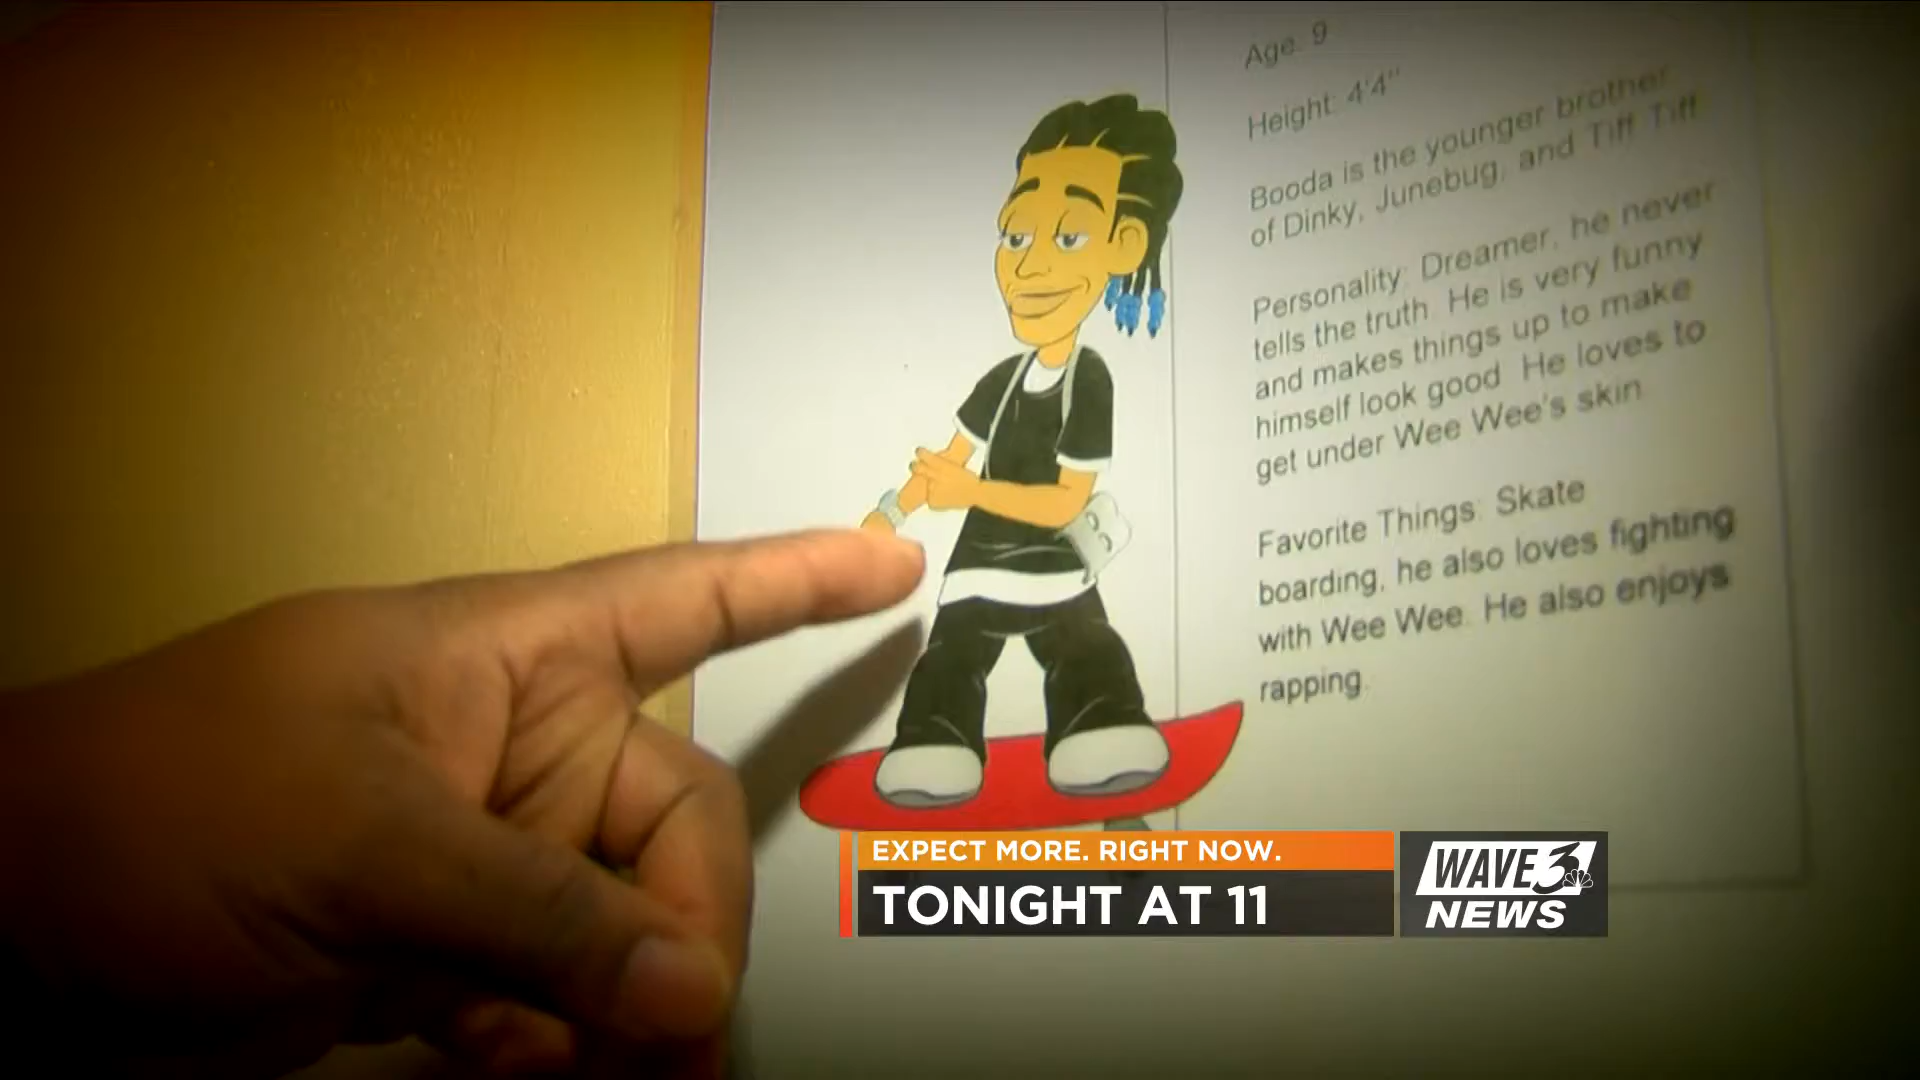 Age: 9
Height: 4'4"
Booda is the younger brother
of Dinky, Junebug, and Tiff Tiff
Personality: Dreamer, he never
tells the truth. He is very funny
and makes things up to make
himself look good. He loves to
get under Wee Wee's skin.
Favorite Things: Skate
boarding, he also loves fighting
with Wee Wee. He also enjoys
rapping.
EXPECT MORE. RIGHT NOW.
TONIGHT AT 11
WAVE 3
NEWS